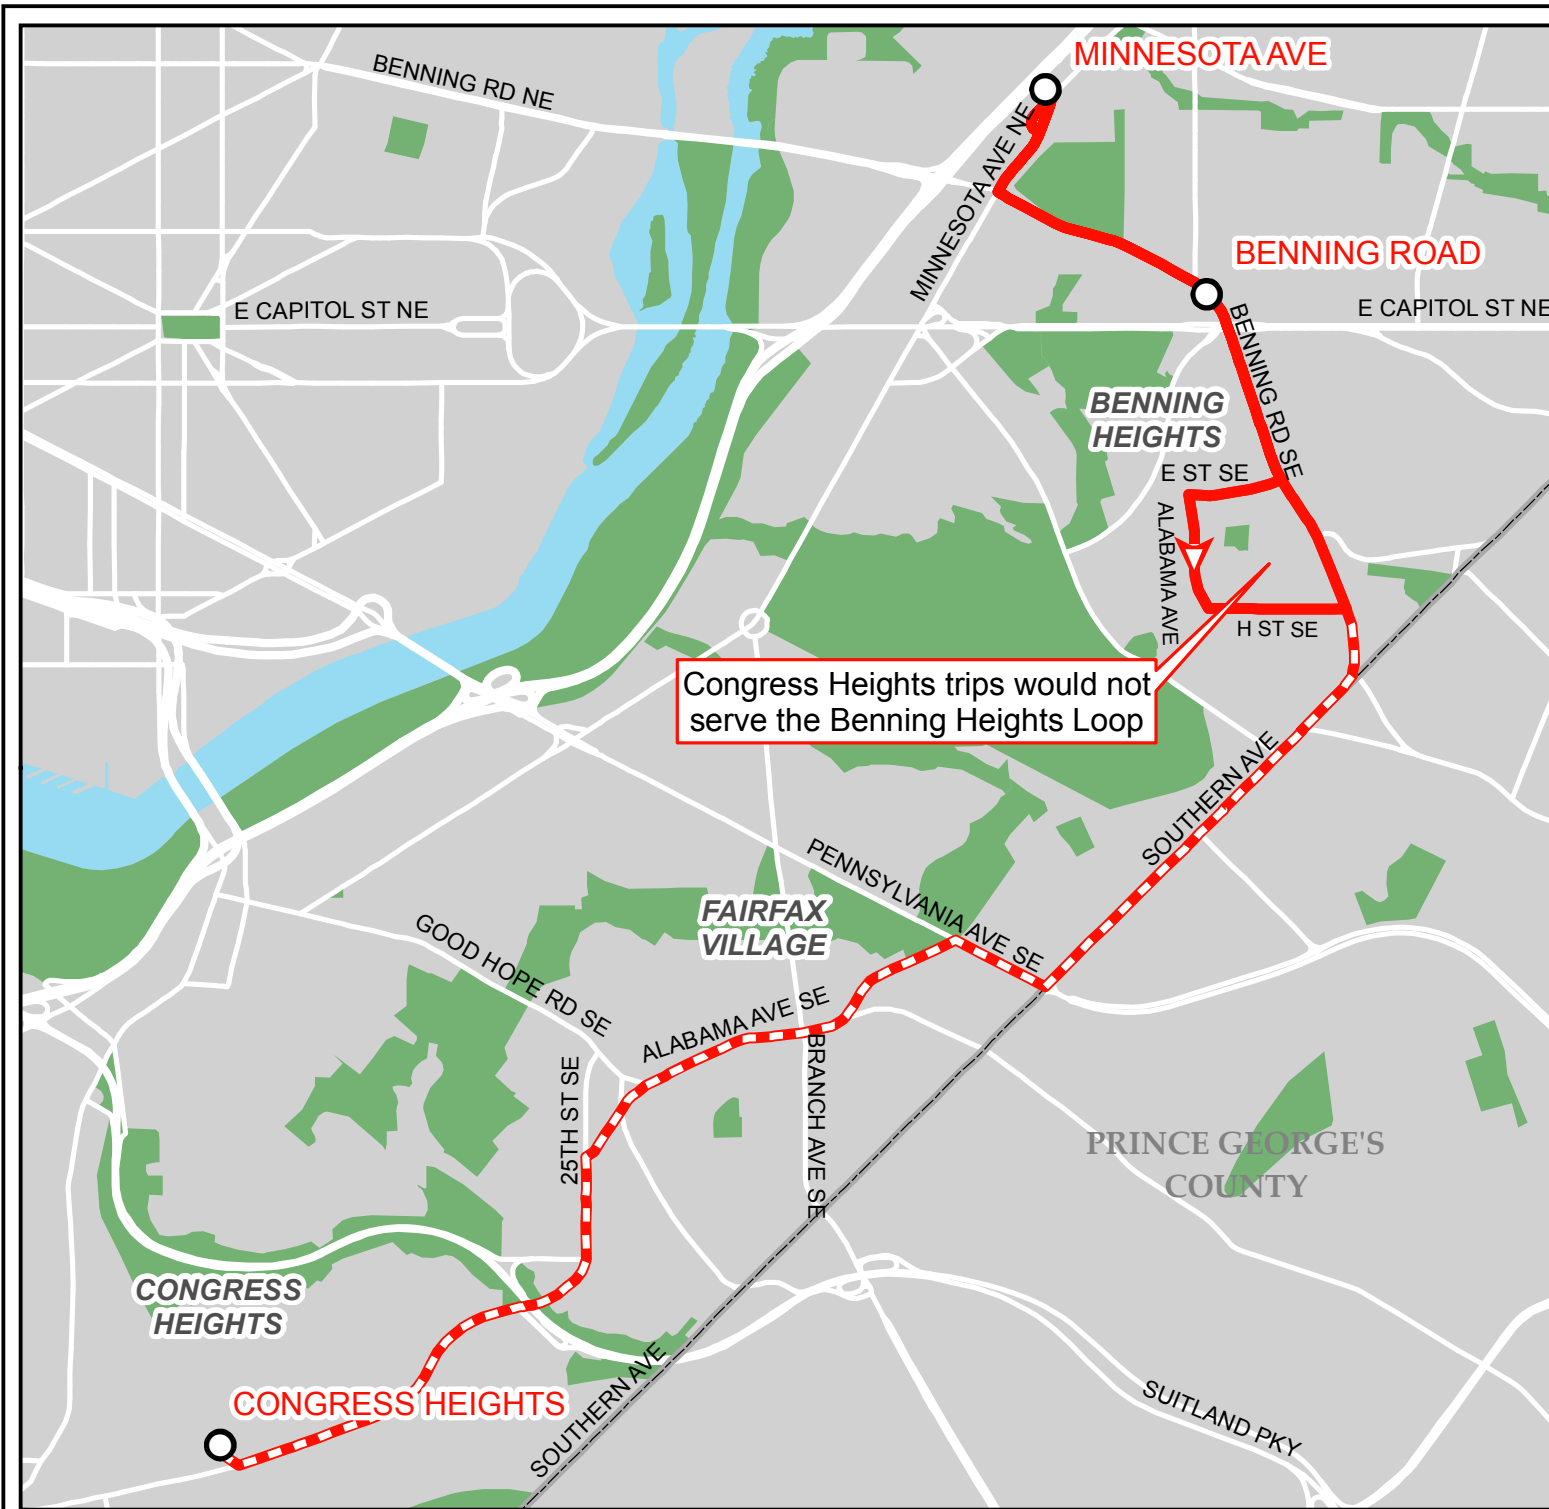 MINNESOTA AVE
BENNING RD NE
MINNESOTA AVE NE
BENNING ROAD
E CAPITOL ST NE
E CAPITOL ST NE
BENNING RD SE
BENNING
HEIGHTS
E ST SE
ALABAMA AVE
H ST SE
Congress Heights trips would not
serve the Benning Heights Loop
SOUTHERN AVE
PENNSYLVANIA AVE SE
FAIRFAX
VILLAGE
GOOD HOPE RD SE
ALABAMA AVE SE
25TH ST SE
BRANCH AVE SE
PRINCE GEORGE'S
COUNTY
CONGRESS
HEIGHTS
CONGRESS HEIGHTS
SOUTHERN AVE
SUITLAND PKY